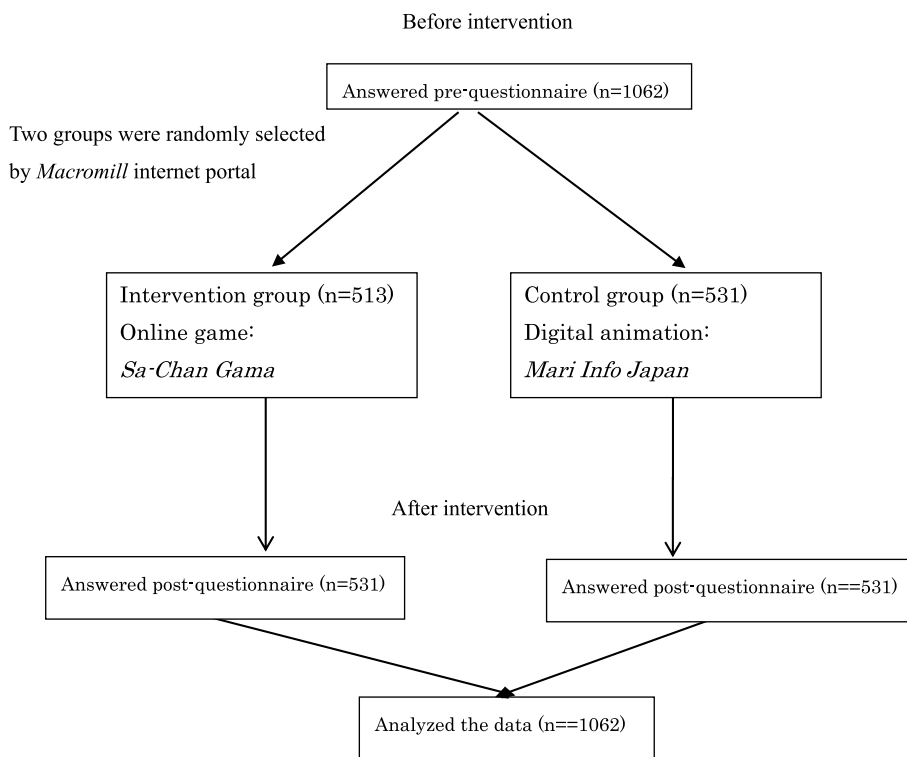 Before intervention
Answered pre-questionnaire (n=1062)
Two groups were randomly selected
by Macromill internet portal
Intervention group (n=513)
Online game:
Sa-Chan Gama
Control group (n=531)
Digital animation:
Mari Info Japan
After intervention
Answered post-questionnaire (n=531)
Answered post-questionnaire (n==531)
Analyzed the data (n==1062)